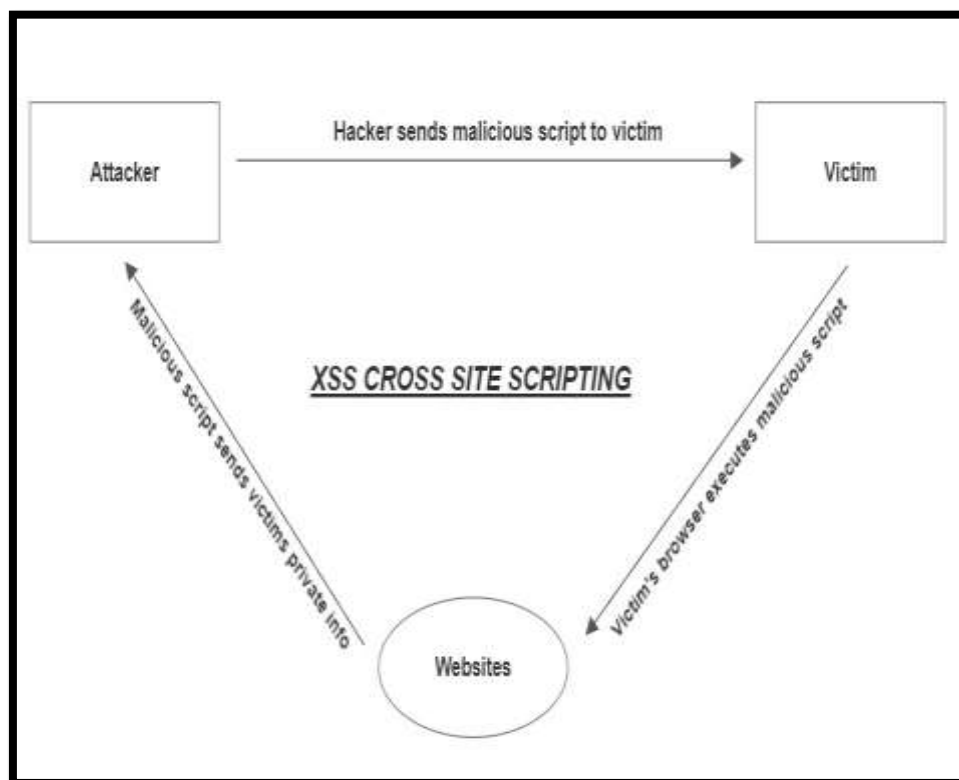 Hacker sends malicious script to victim
Attacker
Victim
Malicious script sends victims private info
XSS CROSS SITE SCRIPTING
Victim's browser executes malicious script
Websites